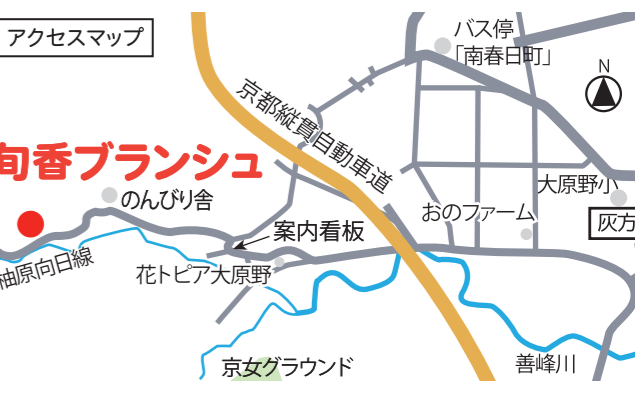 アクセスマップ
バス停
「南春日町」
N
京都縦貫自動車道
旬香ブランシュ
のんびり舎
大原野小
おのファーム
灰方
案内看板
柚原向日線
花トピア大原野
京女グラウンド
善峰川